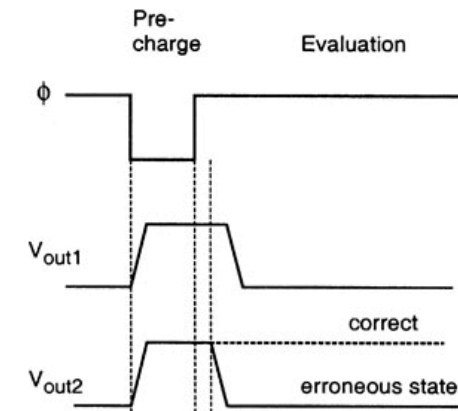 Pre-
charge
Evaluation
ϕ
Vout1
correct
Vout2
erroneous state